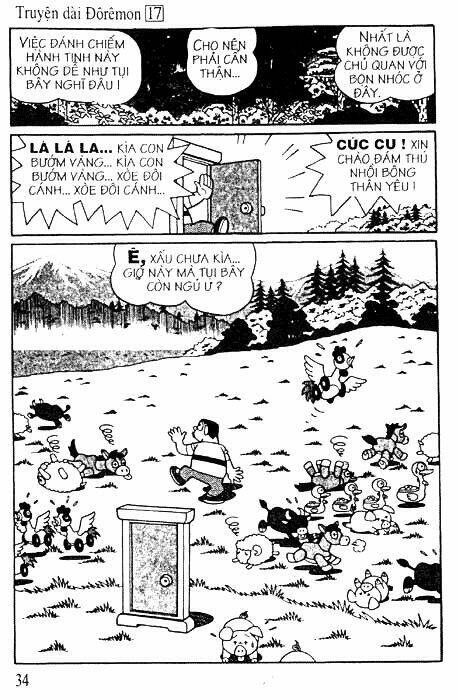 Truyện dài Đôrêmon 17
VIỆC ĐÁNH CHIẾM
HÀNH TINH NÀY
KHÔNG DỄ NHƯ TỤI
BÂY NGHĨ ĐÂU !
CHO NÊN
PHẢI CẨN
THẬN...
NHẤT LÀ
KHÔNG ĐƯỢC
CHỦ QUAN VỚI
BỌN NHÓC Ở
ĐÂY.
LÁ LÀ LA... KÌA CON
BƯỚM VÀNG... KÌA CON
BƯỚM VÀNG... XÒE ĐÔI
CÁNH... XÒE ĐÔI CÁNH...
CÚC CU ! XIN
CHÀO ĐÁM THÚ
NHỒI BÔNG
THÂN YÊU !
Ê, XẤU CHƯA KÌA...
GIỜ NÀY MÀ TỤI BÂY
CÒN NGỦ Ư ?
34